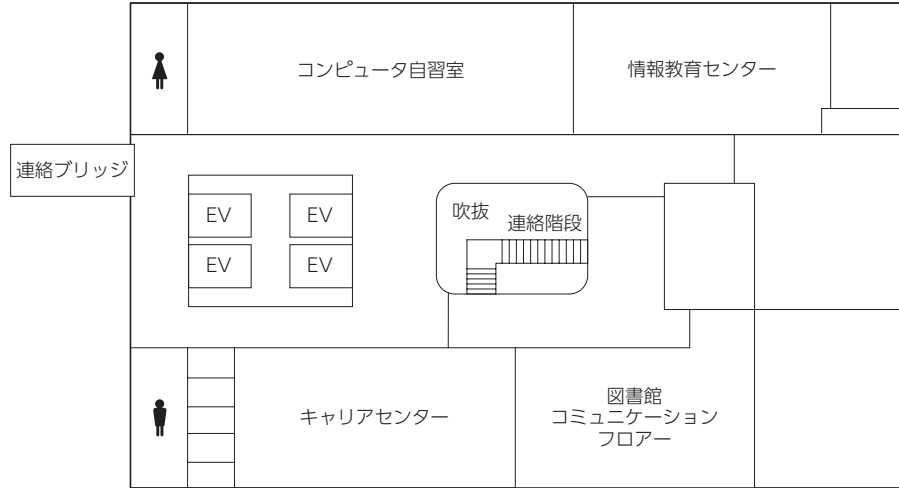 コンピュータ自習室
情報教育センター
連絡ブリッジ
EV
EV
吹抜
連絡階段
EV
EV
キャリアセンター
図書館
コミュニケーション
フロアー